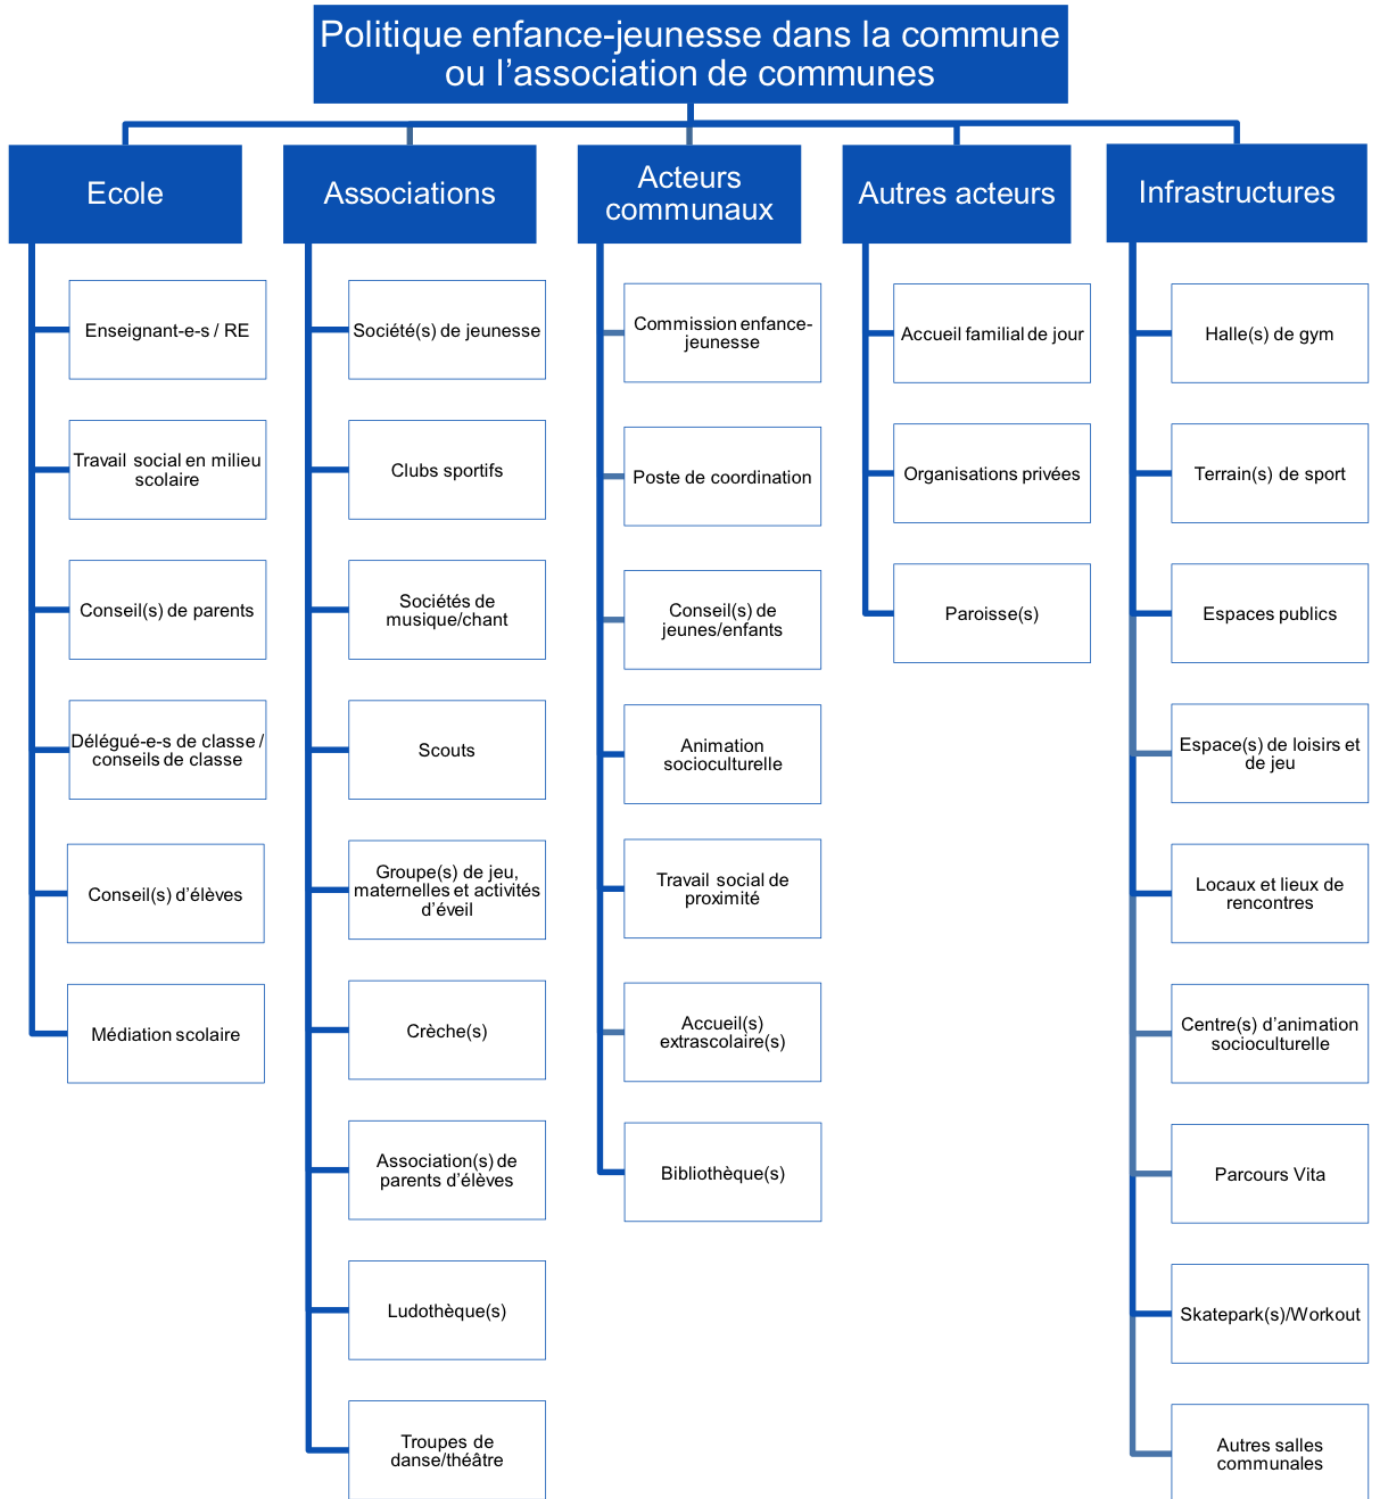 Politique enfance-jeunesse dans la commune
ou l’association de communes
Ecole
Enseignant-e-s / RE
Travail social en milieu
scolaire
Conseil(s) de parents
Délégué-e-s de classe /
conseils de classe
Conseil(s) d’élèves
Médiation scolaire
Associations
Société(s) de jeunesse
Clubs sportifs
Sociétés de
musique/chant
Scouts
Groupe(s) de jeu,
maternelles et activités
d’éveil
Crèche(s)
Association(s) de
parents d’élèves
Ludothèque(s)
Troupes de
danse/théâtre
Acteurs
communaux
Commission enfance-
jeunesse
Poste de coordination
Conseil(s) de
jeunes/enfants
Animation
socioculturelle
Travail social de
proximité
Accueil(s)
extrascolaire(s)
Bibliothèque(s)
Autres acteurs
Accueil familial de jour
Organisations privées
Paroisse(s)
Infrastructures
Halle(s) de gym
Terrain(s) de sport
Espaces publics
Espace(s) de loisirs et
de jeu
Locaux et lieux de
rencontres
Centre(s) d’animation
socioculturelle
Parcours Vita
Skatepark(s)/Workout
Autres salles
communales